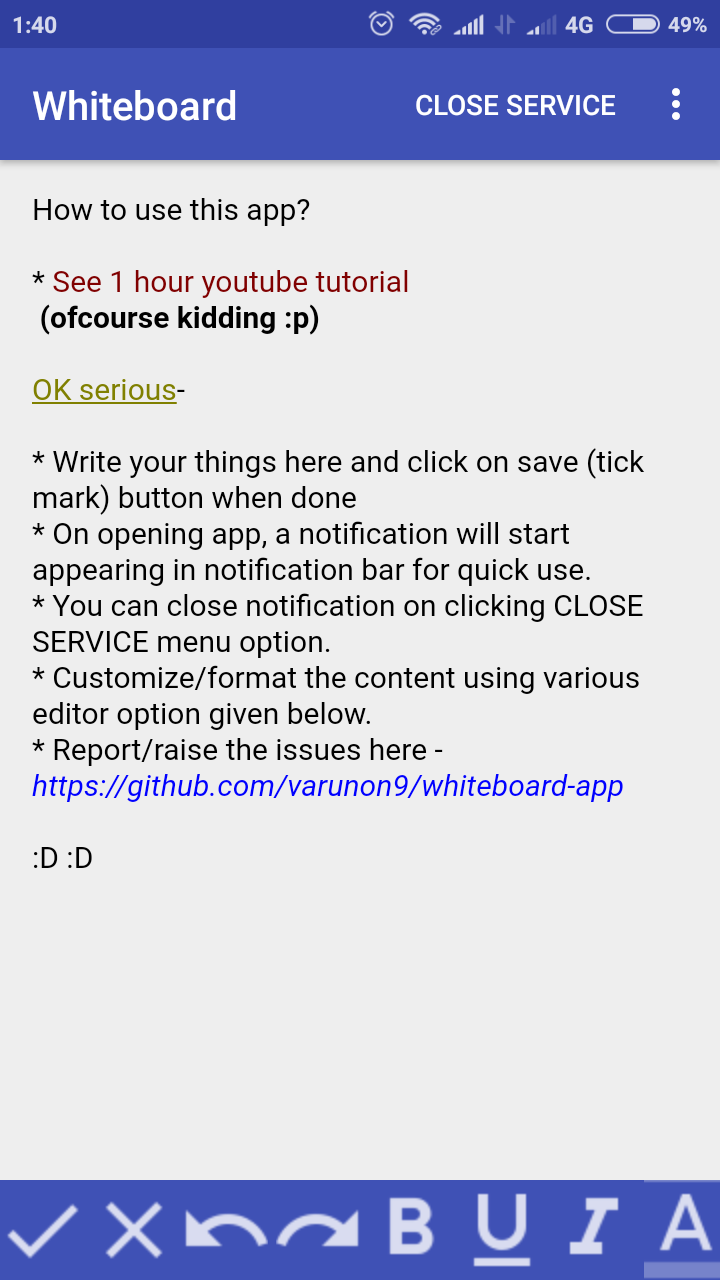 1:40 4G 49%
Whiteboard CLOSE SERVICE
How to use this app?
* See 1 hour youtube tutorial
(ofcourse kidding :p)
OK serious-
* Write your things here and click on save (tick
mark) button when done
* On opening app, a notification will start
appearing in notification bar for quick use.
* You can close notification on clicking CLOSE
SERVICE menu option.
* Customize/format the content using various
editor option given below.
* Report/raise the issues here -
https://github.com/varunon9/whiteboard-app
:D :D
B U I A